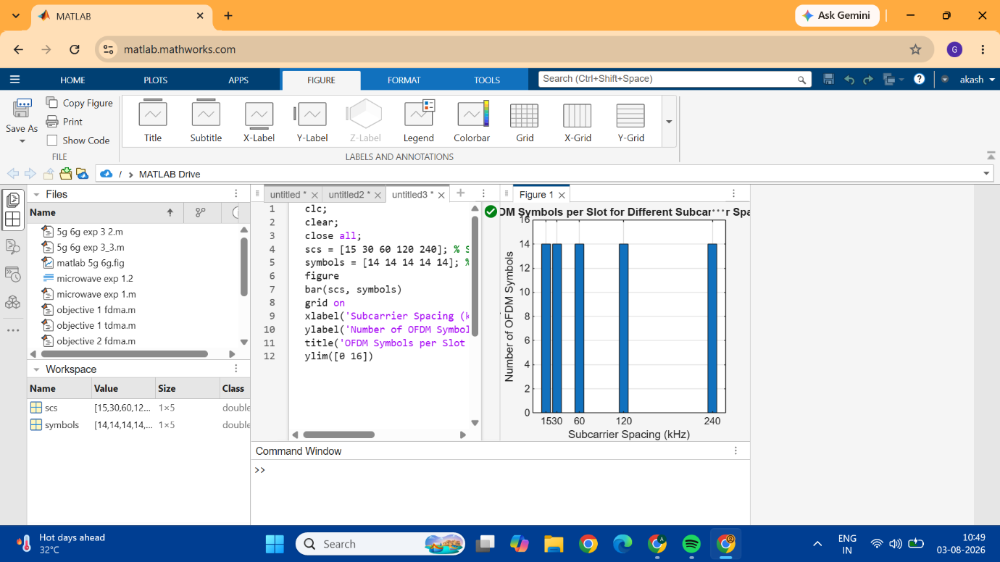 MATLAB
Ask Gemini
matlab.mathworks.com
G
HOME
PLOTS
APPS
FIGURE
FORMAT
TOOLS
Search (Ctrl+Shift+Space)
akash
Save As
Copy Figure
Print
Show Code
FILE
Title
Subtitle
X-Label
Y-Label
Z-Label
Legend
Colorbar
Grid
X-Grid
Y-Grid
LABELS AND ANNOTATIONS
/ > MATLAB Drive
Files
Name
5g 6g exp 3 2.m
5g 6g exp 3_3.m
matlab 5g 6g.fig
microwave exp 1.2
microwave exp 1.m
objective 1 fdma.m
objective 1 tdma.m
objective 2 fdma.m
Workspace
Name Value Size Class
scs [15,30,60,12... 1×5 double
symbols [14,14,14,14,... 1×5 double
untitled *
untitled2 *
untitled3 *
1 clc;
2 clear;
3 close all;
4 scs = [15 30 60 120 240]; % S
5 symbols = [14 14 14 14 14]; %
6 figure
7 bar(scs, symbols)
8 grid on
9 xlabel('Subcarrier Spacing (k
10 ylabel('Number of OFDM Symbol
11 title('OFDM Symbols per Slot
12 ylim([0 16])
Figure 1
DM Symbols per Slot for Different Subcar···r Spa
16
14
12
10
8
6
4
2
0
Number of OFDM Symbols
15 30 60 120 240
Subcarrier Spacing (kHz)
Command Window
>>
Hot days ahead
32°C
Search
A
ENG
IN
10:49
03-08-2026